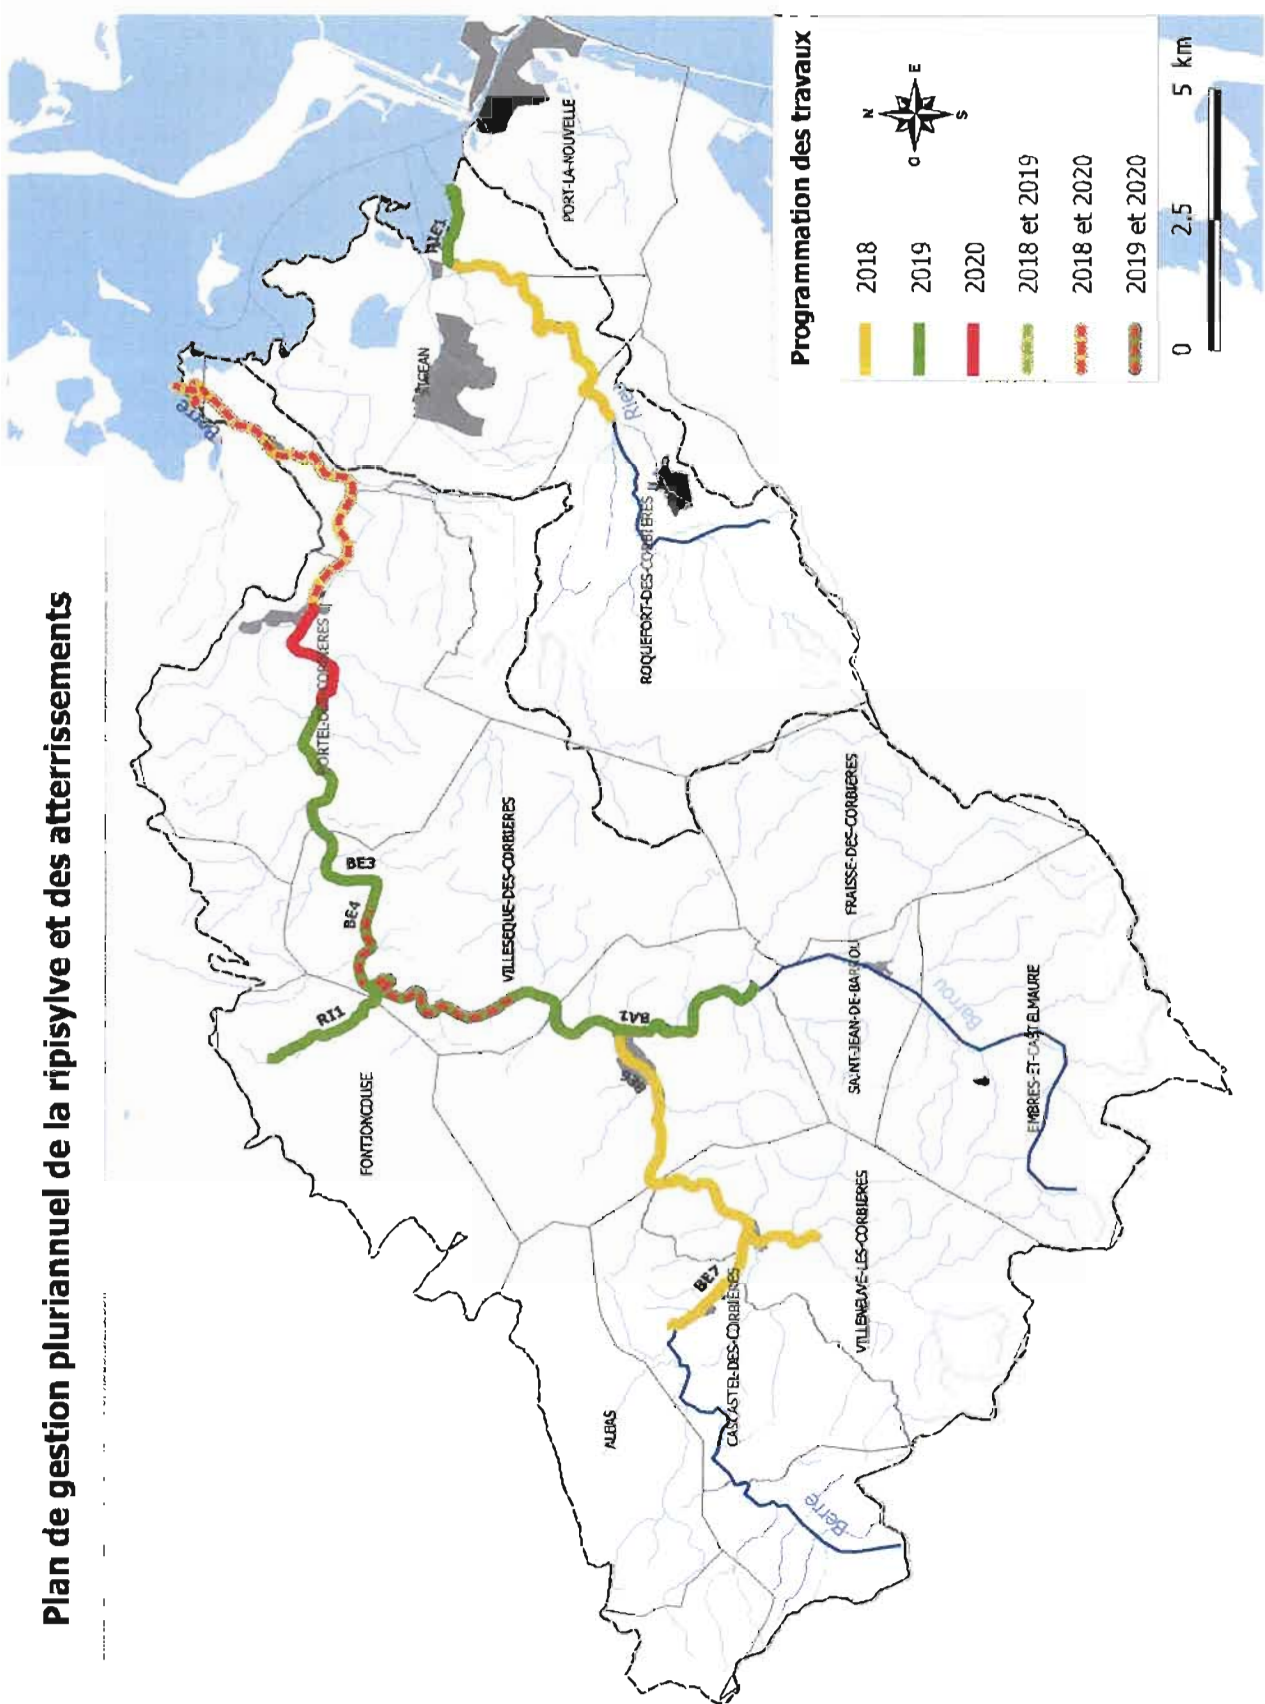 Plan de gestion pluriannuel de la ripisylve et des atterrissements
Berre
RIE1
PORT-LA-NOUVELLE
SIGEAN
Rieu
ROQUEFORT-DES-CORBIERES
PORTEL-DES-CORBIERES
BE3
BE4
VILLESEQUE-DES-CORBIERES
RI1
FONTJONCOUSE
BA1
FRAISSE-DES-CORBIERES
SAINT-JEAN-DE-BARROU
Barrou
EMBRES-ET-CASTELMAURE
VILLENEUVE-LES-CORBIERES
BE7
CASCASTEL-DES-CORBIERES
ALBAS
Berre
Programmation des travaux
N
E
S
O
2018
2019
2020
2018 et 2019
2018 et 2020
2019 et 2020
0 2.5 5 km